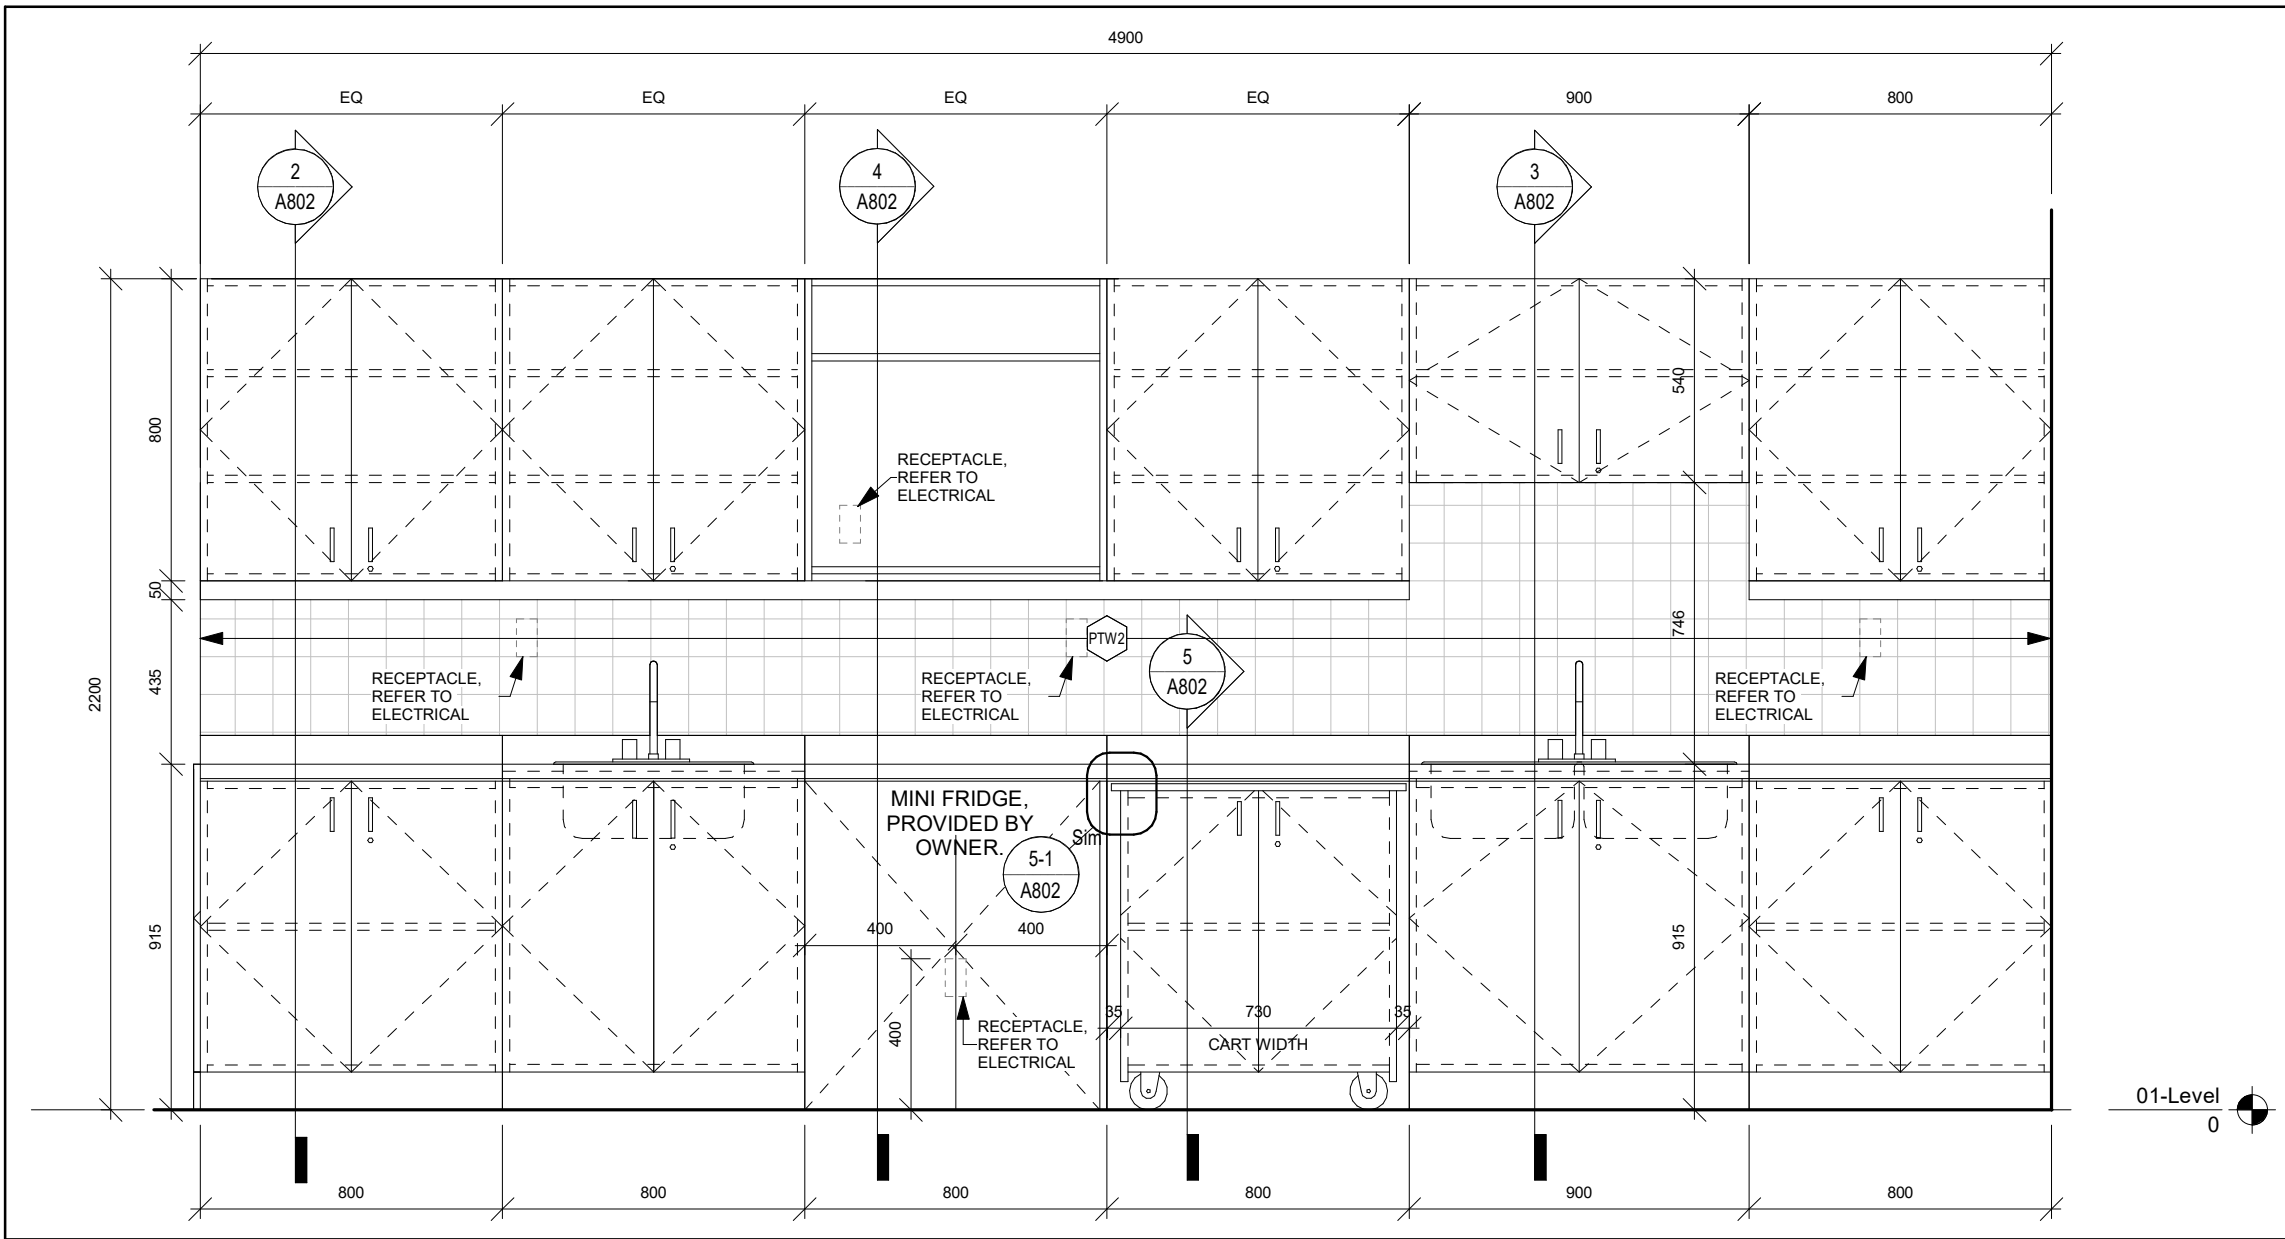 4900
EQ
EQ
EQ
EQ
900
800
2
A802
4
A802
3
A802
800
540
RECEPTACLE,
REFER TO
ELECTRICAL
50
746
PTW2
5
A802
2200
435
RECEPTACLE,
REFER TO
ELECTRICAL
RECEPTACLE,
REFER TO
ELECTRICAL
RECEPTACLE,
REFER TO
ELECTRICAL
MINI FRIDGE,
PROVIDED BY
OWNER.
Sim
5-1
A802
915
400
400
915
35
730
35
400
RECEPTACLE,
REFER TO
ELECTRICAL
CART WIDTH
01-Level
0
800
800
800
800
900
800